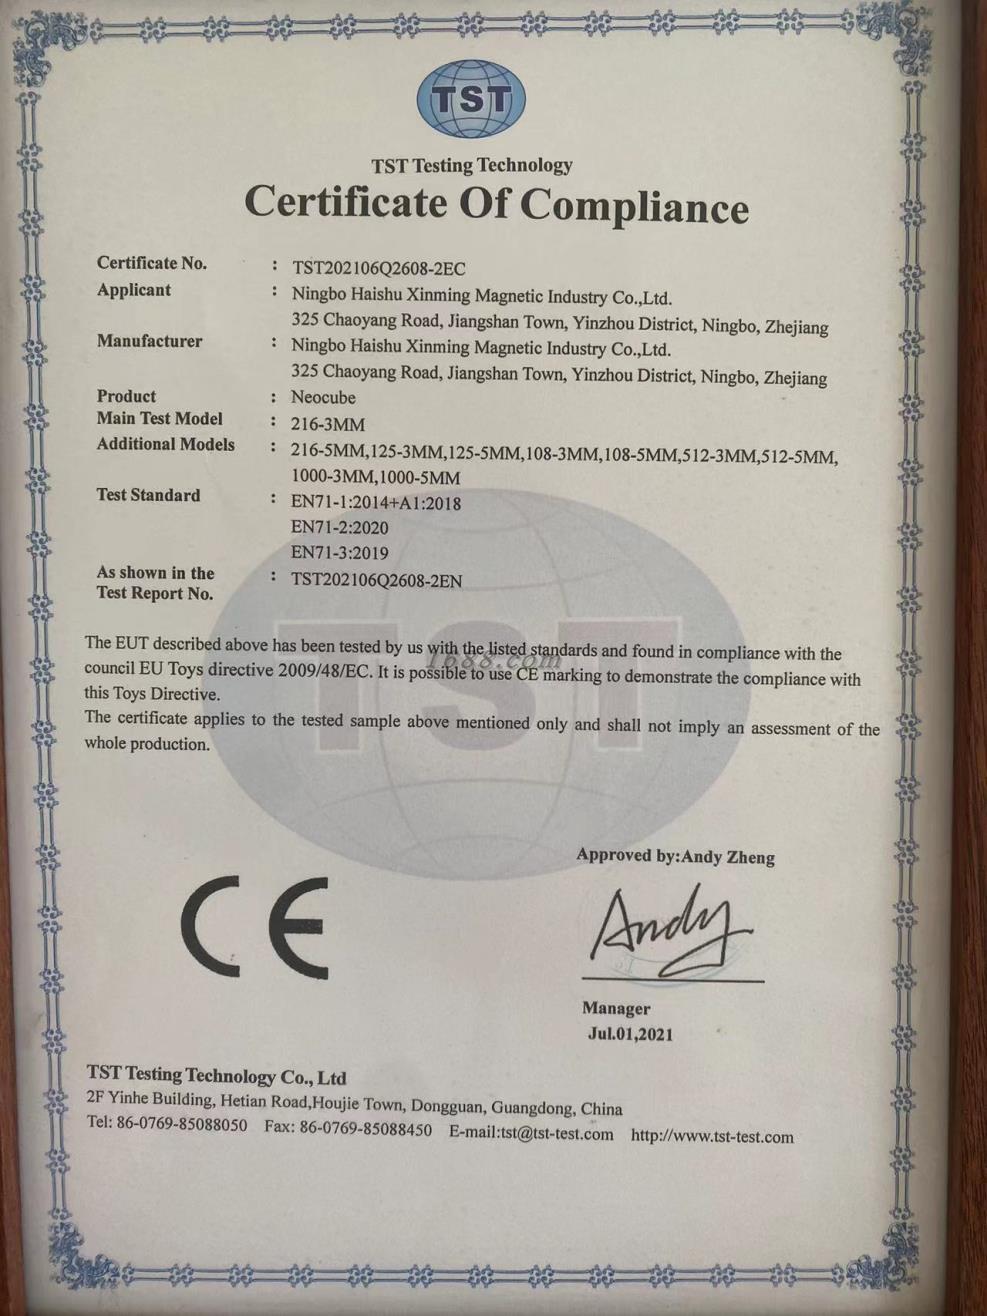 TST
TST Testing Technology
Certificate Of Compliance
Certificate No. : TST202106Q2608-2EC
Applicant : Ningbo Haishu Xinming Magnetic Industry Co.,Ltd.
325 Chaoyang Road, Jiangshan Town, Yinzhou District, Ningbo, Zhejiang
Manufacturer : Ningbo Haishu Xinming Magnetic Industry Co.,Ltd.
325 Chaoyang Road, Jiangshan Town, Yinzhou District, Ningbo, Zhejiang
Product : Neocube
Main Test Model : 216-3MM
Additional Models : 216-5MM,125-3MM,125-5MM,108-3MM,108-5MM,512-3MM,512-5MM,
1000-3MM,1000-5MM
Test Standard : EN71-1:2014+A1:2018
EN71-2:2020
EN71-3:2019
As shown in the : TST202106Q2608-2EN
Test Report No.
TST
The EUT described above has been tested by us with the listed standards and found in compliance with the
1688.com
council EU Toys directive 2009/48/EC. It is possible to use CE marking to demonstrate the compliance with
this Toys Directive.
The certificate applies to the tested sample above mentioned only and shall not imply an assessment of the
whole production.
Approved by:Andy Zheng
CE
Andy
Manager
Jul.01,2021
TST Testing Technology Co., Ltd
2F Yinhe Building, Hetian Road,Houjie Town, Dongguan, Guangdong, China
Tel: 86-0769-85088050 Fax: 86-0769-85088450 E-mail:tst@tst-test.com http://www.tst-test.com